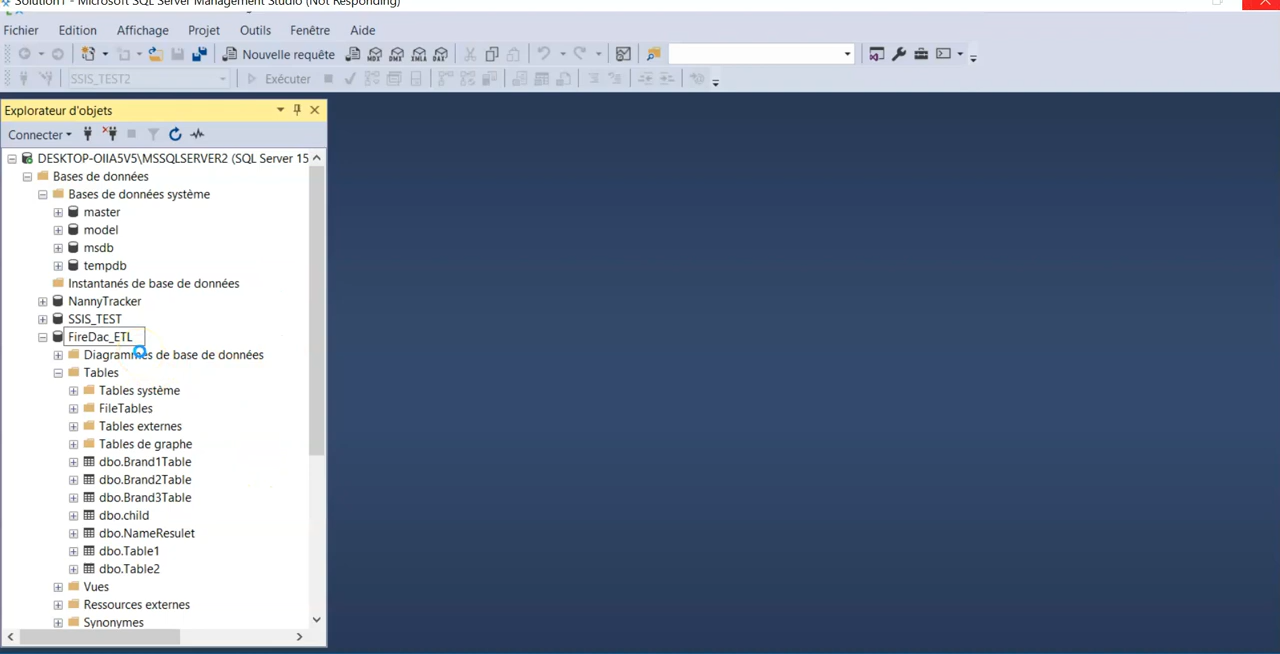 Solution1 - Microsoft SQL Server Management Studio (Not Responding)
Fichier Edition Affichage Projet Outils Fenêtre Aide
Nouvelle requête MDX DMX XMLA DAX
SSIS_TEST2 Exécuter
Explorateur d'objets
Connecter
DESKTOP-OIIA5V5\MSSQLSERVER2 (SQL Server 15
Bases de données
Bases de données système
master
model
msdb
tempdb
Instantanés de base de données
NannyTracker
SSIS_TEST
FireDac_ETL
Diagrammes de base de données
Tables
Tables système
FileTables
Tables externes
Tables de graphe
dbo.Brand1Table
dbo.Brand2Table
dbo.Brand3Table
dbo.child
dbo.NameResulet
dbo.Table1
dbo.Table2
Vues
Ressources externes
Synonymes